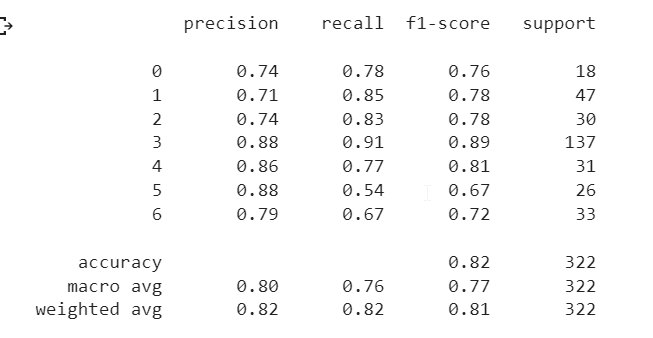 precision recall f1-score support
0 0.74 0.78 0.76 18
1 0.71 0.85 0.78 47
2 0.74 0.83 0.78 30
3 0.88 0.91 0.89 137
4 0.86 0.77 0.81 31
5 0.88 0.54 0.67 26
6 0.79 0.67 0.72 33
accuracy 0.82 322
macro avg 0.80 0.76 0.77 322
weighted avg 0.82 0.82 0.81 322